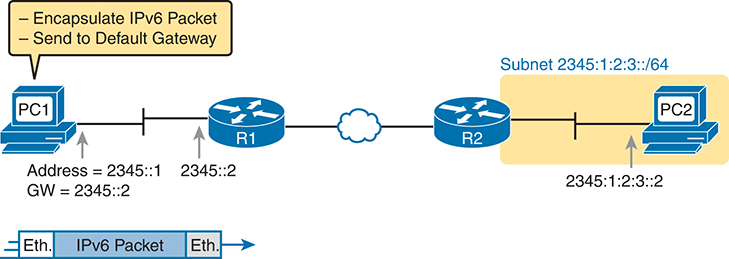 – Encapsulate IPv6 Packet
– Send to Default Gateway
Subnet 2345:1:2:3::/64
PC1
R1
R2
PC2
Address = 2345::1
GW = 2345::2
2345::2
2345:1:2:3::2
Eth.
IPv6 Packet
Eth.